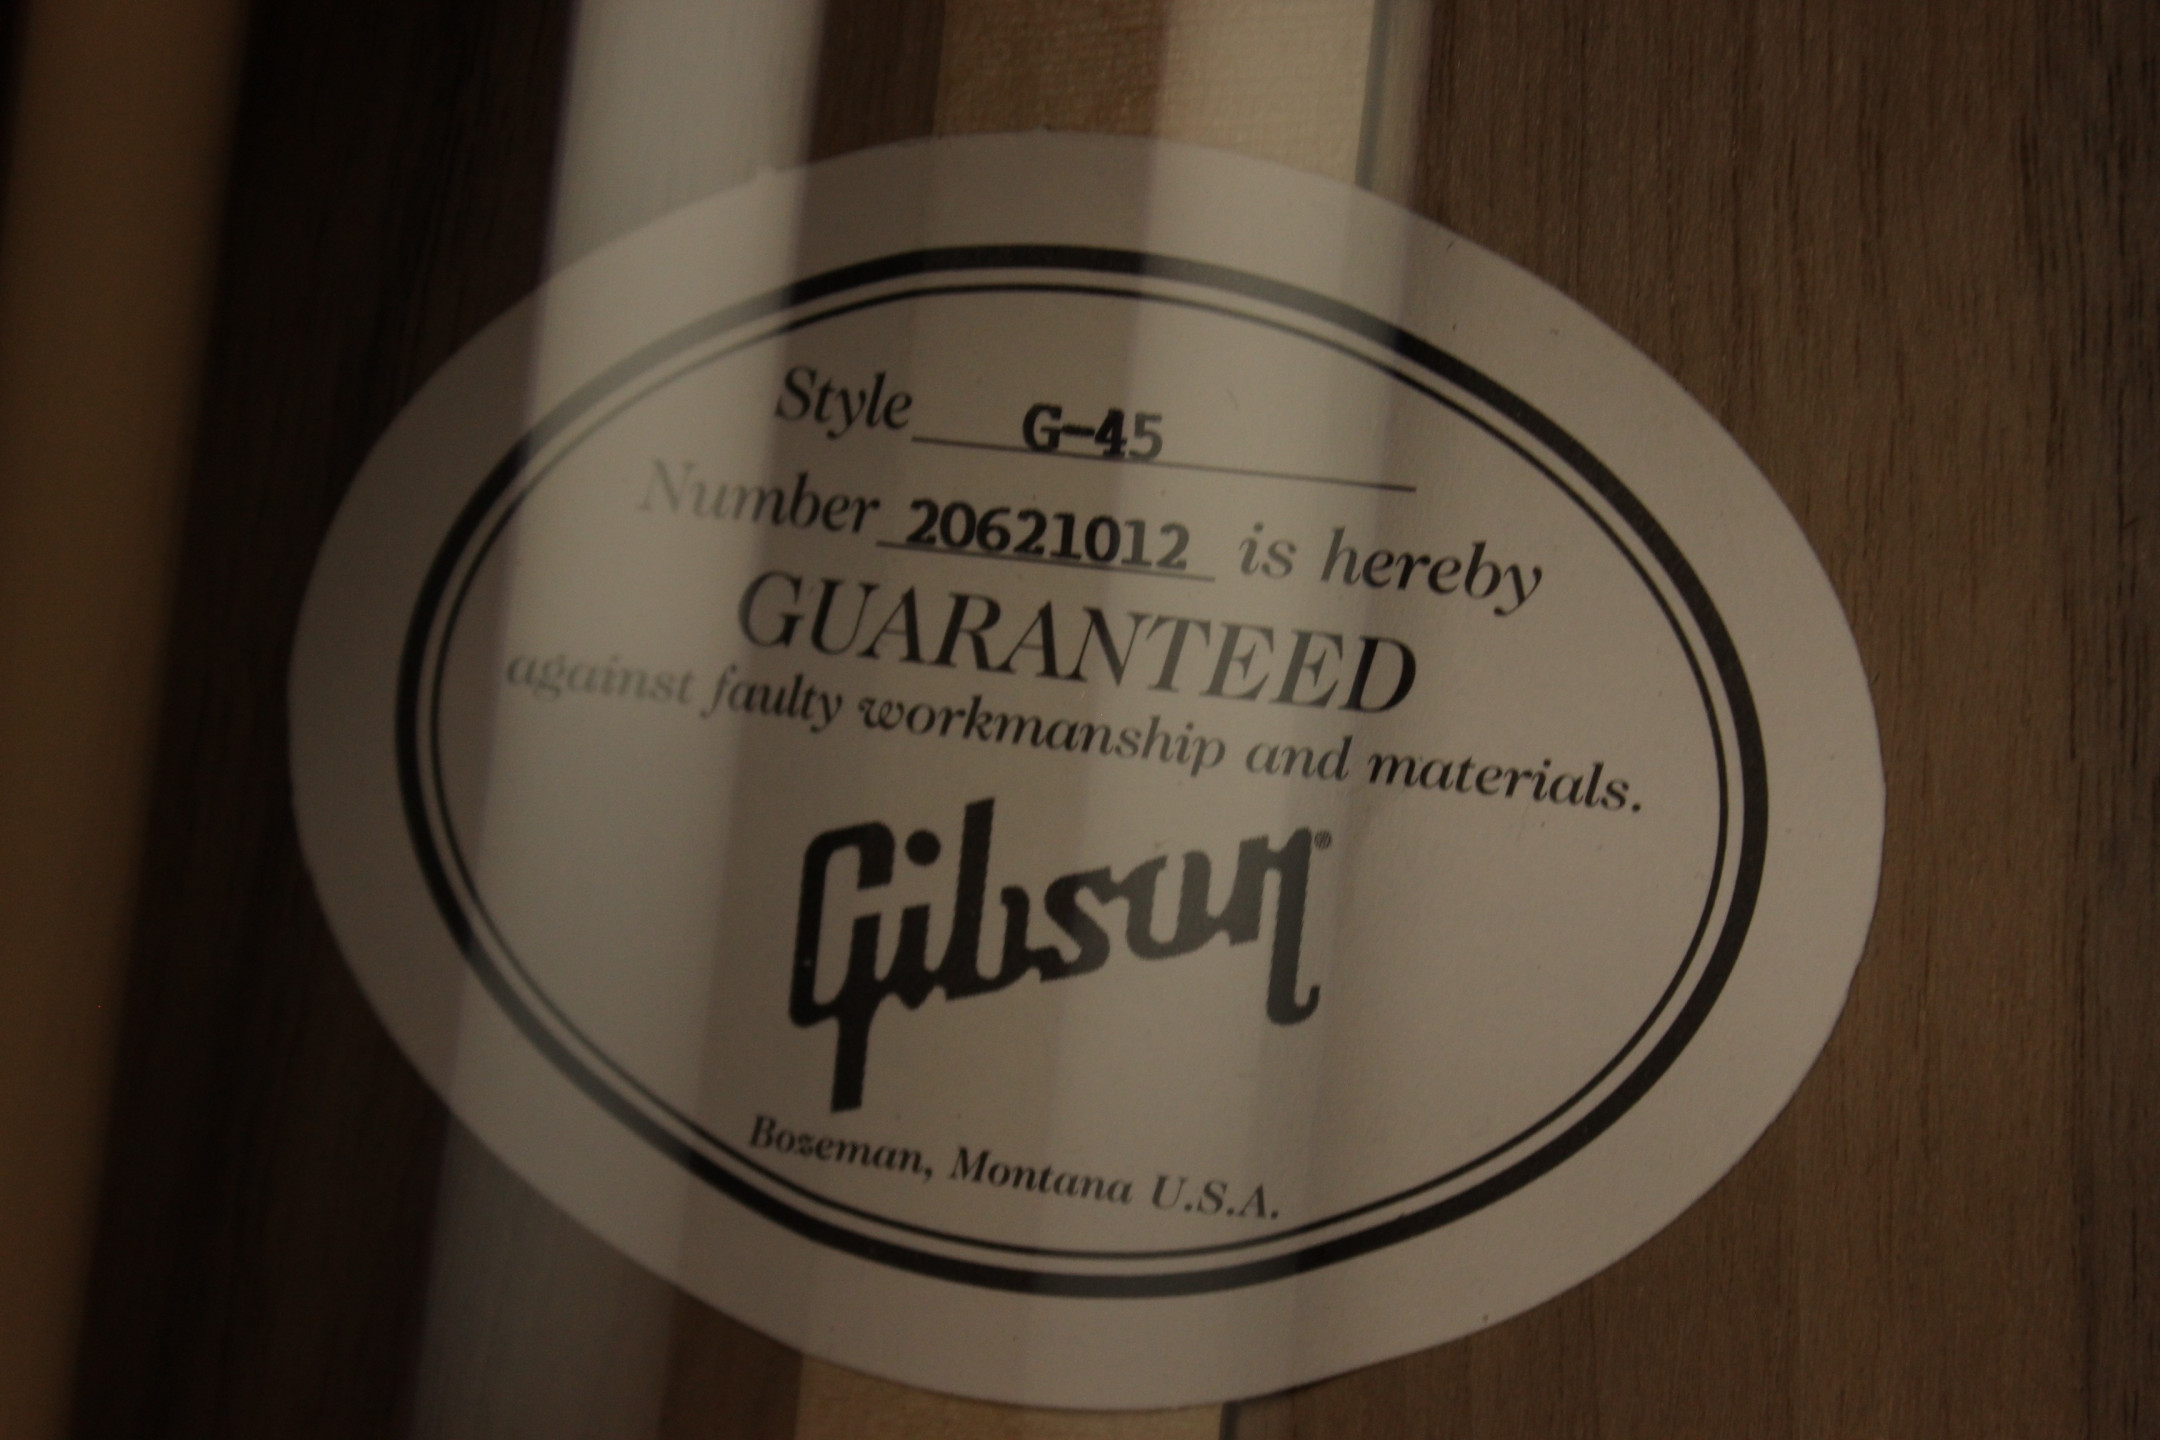 Style G-45
Number 20621012 is hereby
GUARANTEED
against faulty workmanship and materials.
Gibson®
Bozeman, Montana U.S.A.